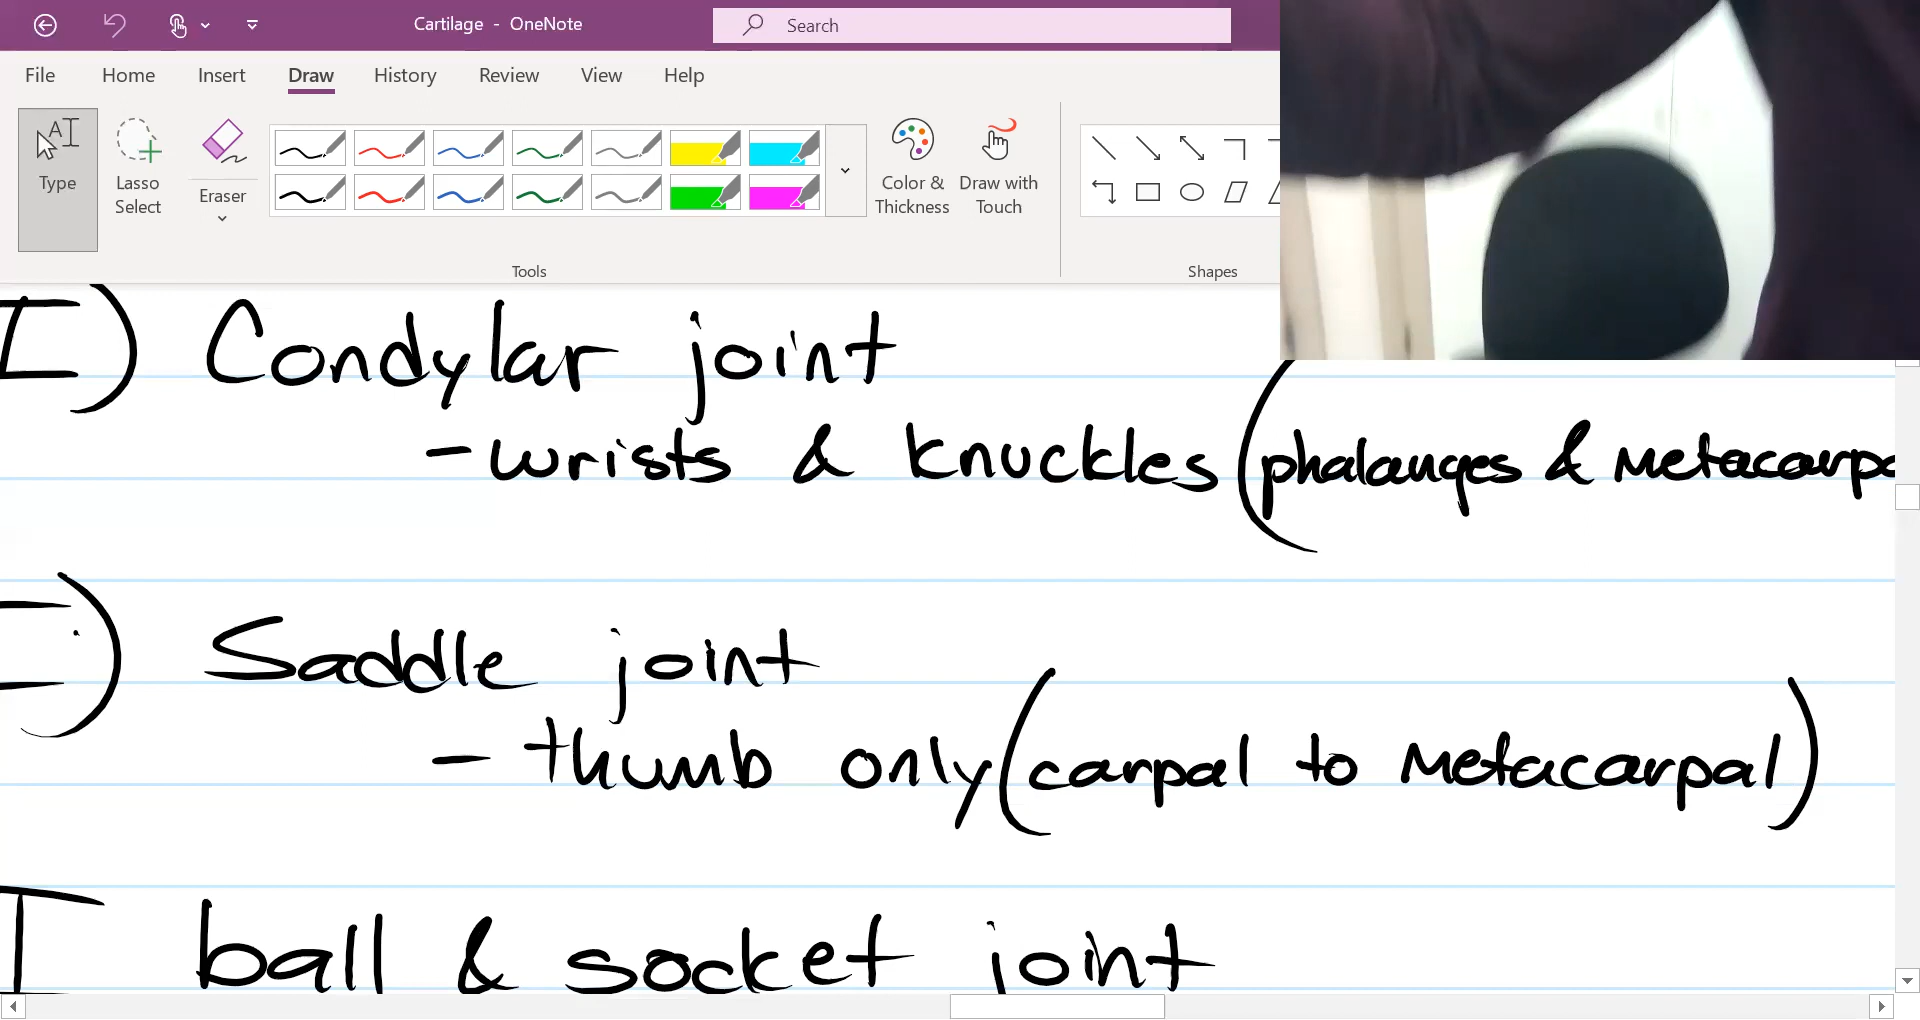 Cartilage - OneNote
Search
File Home Insert Draw History Review View Help
Type
Lasso Select
Eraser
Color & Thickness
Draw with Touch
Tools
Shapes
I) Condylar joint
- wrists & knuckles (phalanges & metacarpa
I) Saddle joint
- thumb only (carpal to metacarpal)
I ball & socket joint